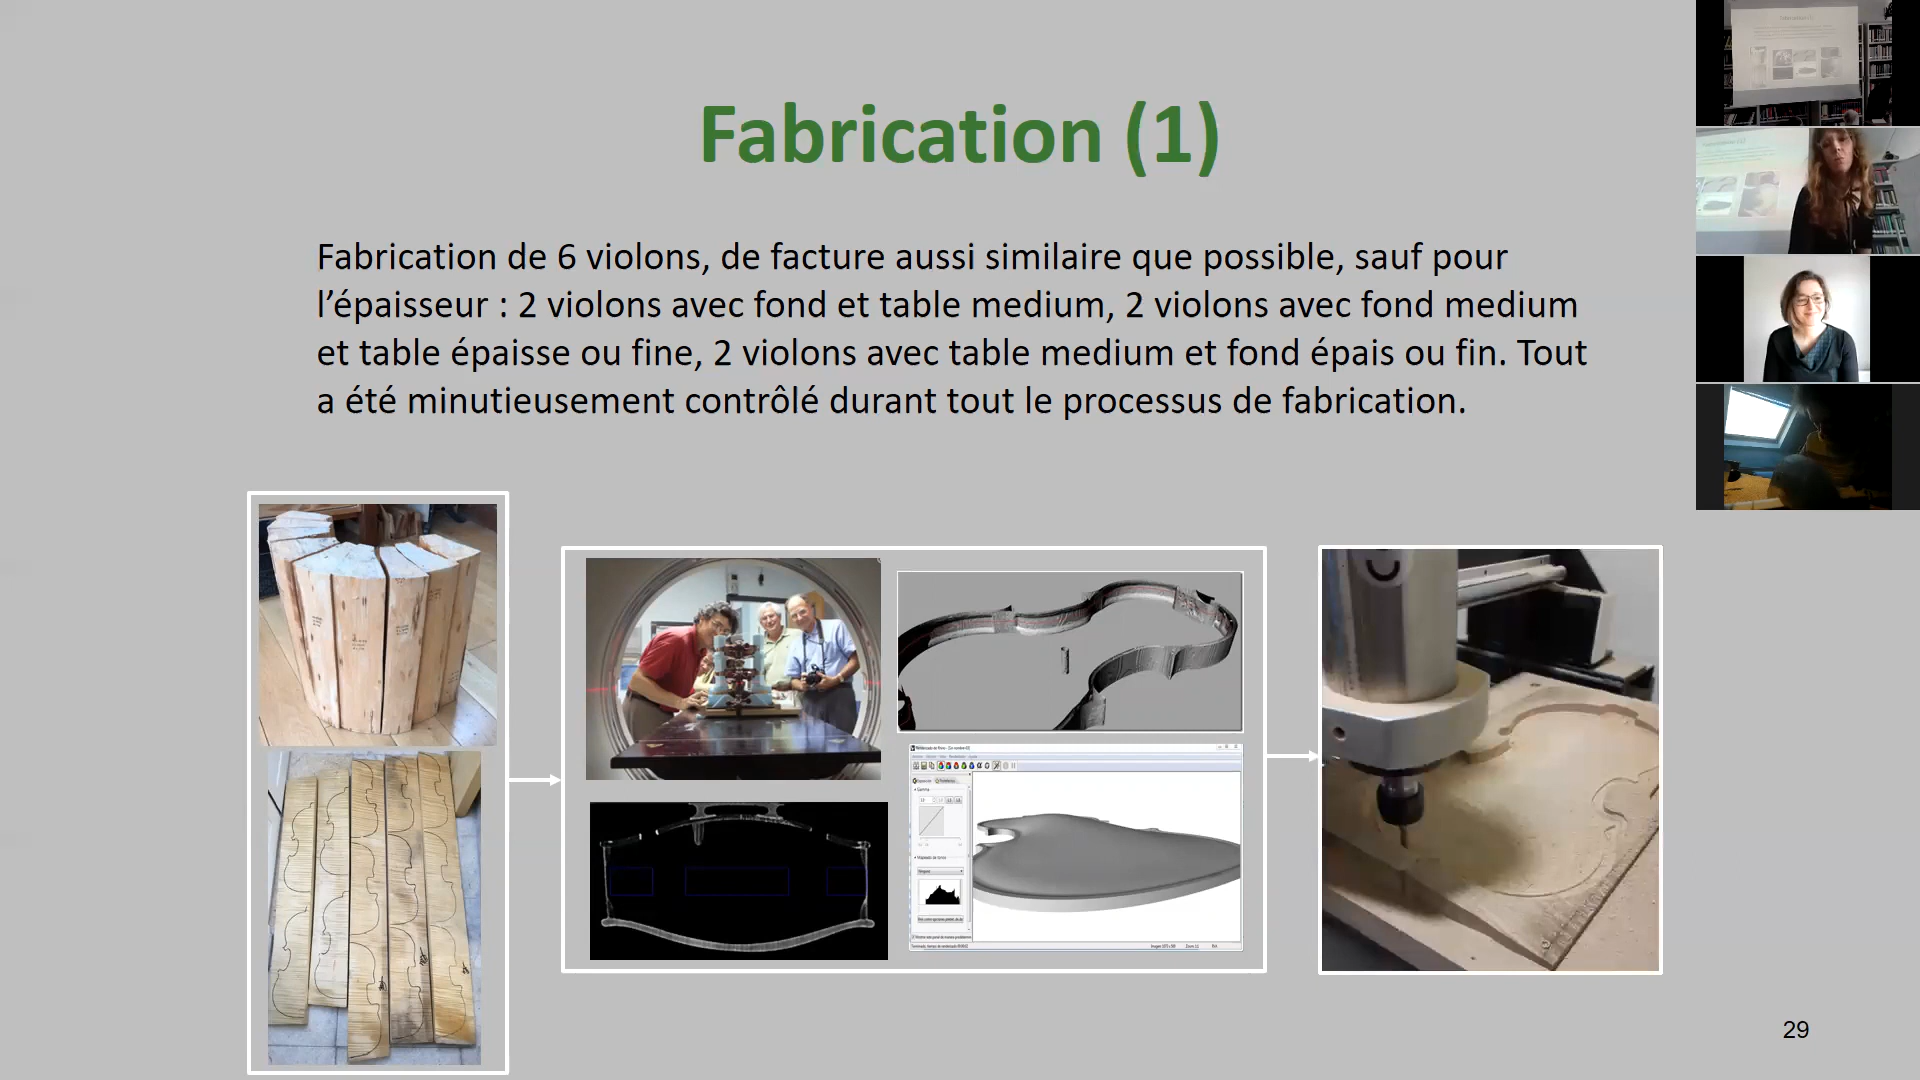 Fabrication (1)
Fabrication de 6 violons, de facture aussi similaire que possible, sauf pour
l’épaisseur : 2 violons avec fond et table medium, 2 violons avec fond medium
et table épaisse ou fine, 2 violons avec table medium et fond épais ou fin. Tout
a été minutieusement contrôlé durant tout le processus de fabrication.
29